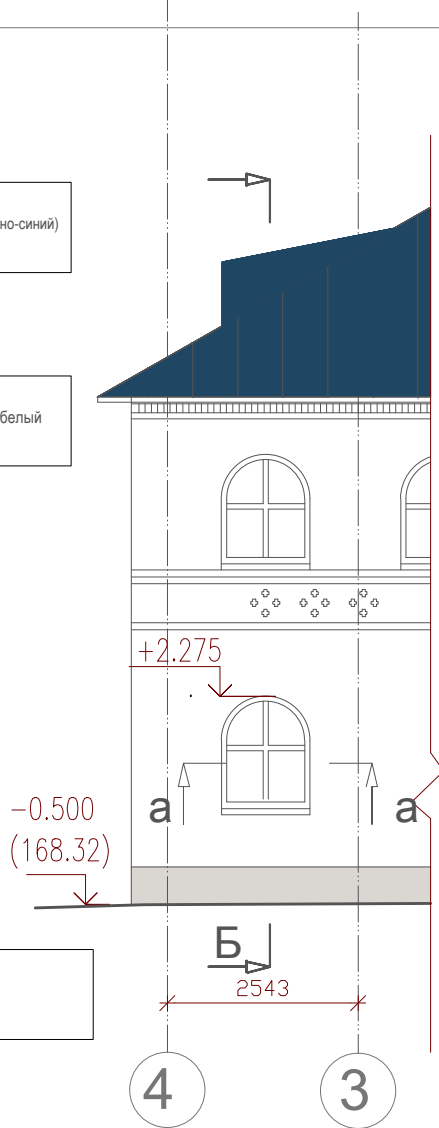 но-синий)
белый
+2.275
а
а
-0.500
(168.32)
Б
2543
4
3